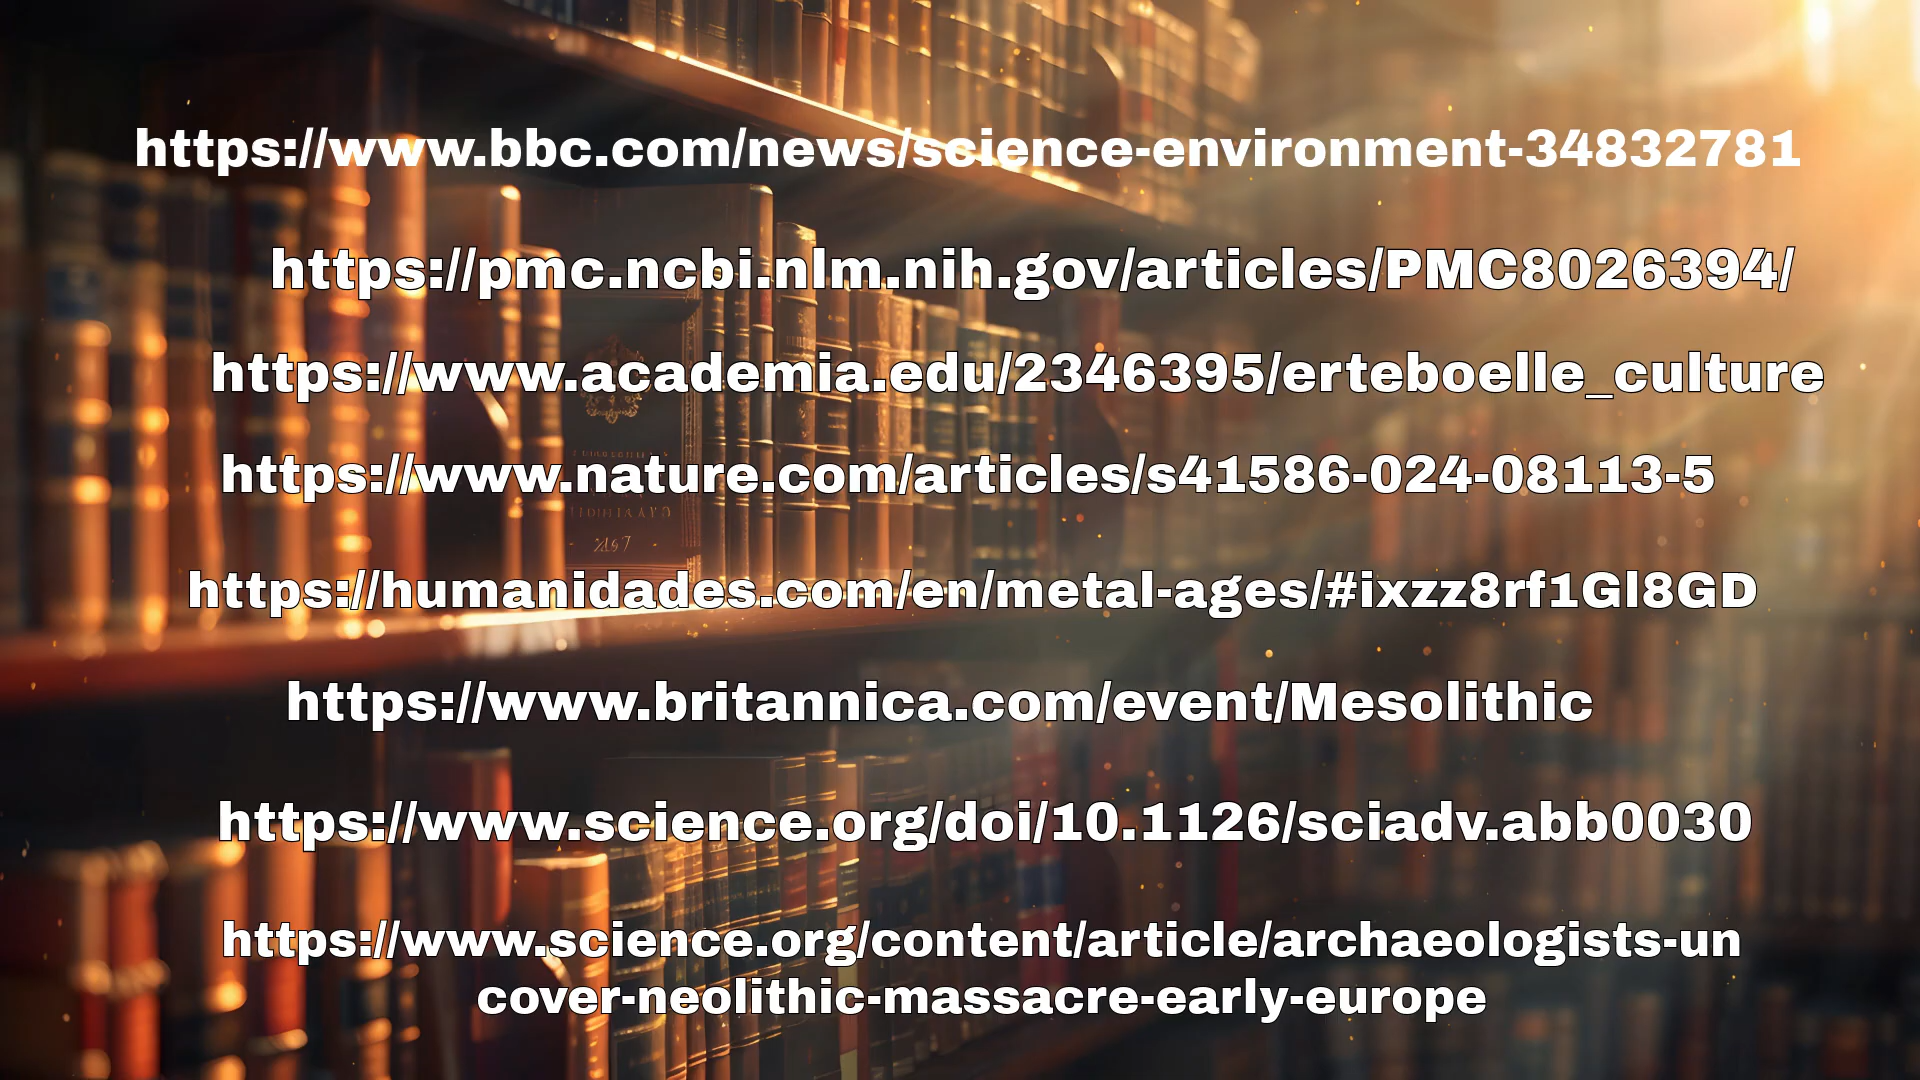 https://www.bbc.com/news/science-environment-34832781
https://pmc.ncbi.nlm.nih.gov/articles/PMC8026394/
https://www.academia.edu/2346395/erteboelle_culture
https://www.nature.com/articles/s41586-024-08113-5
https://humanidades.com/en/metal-ages/#ixzz8rf1Gl8GD
https://www.britannica.com/event/Mesolithic
https://www.science.org/doi/10.1126/sciadv.abb0030
https://www.science.org/content/article/archaeologists-un
cover-neolithic-massacre-early-europe